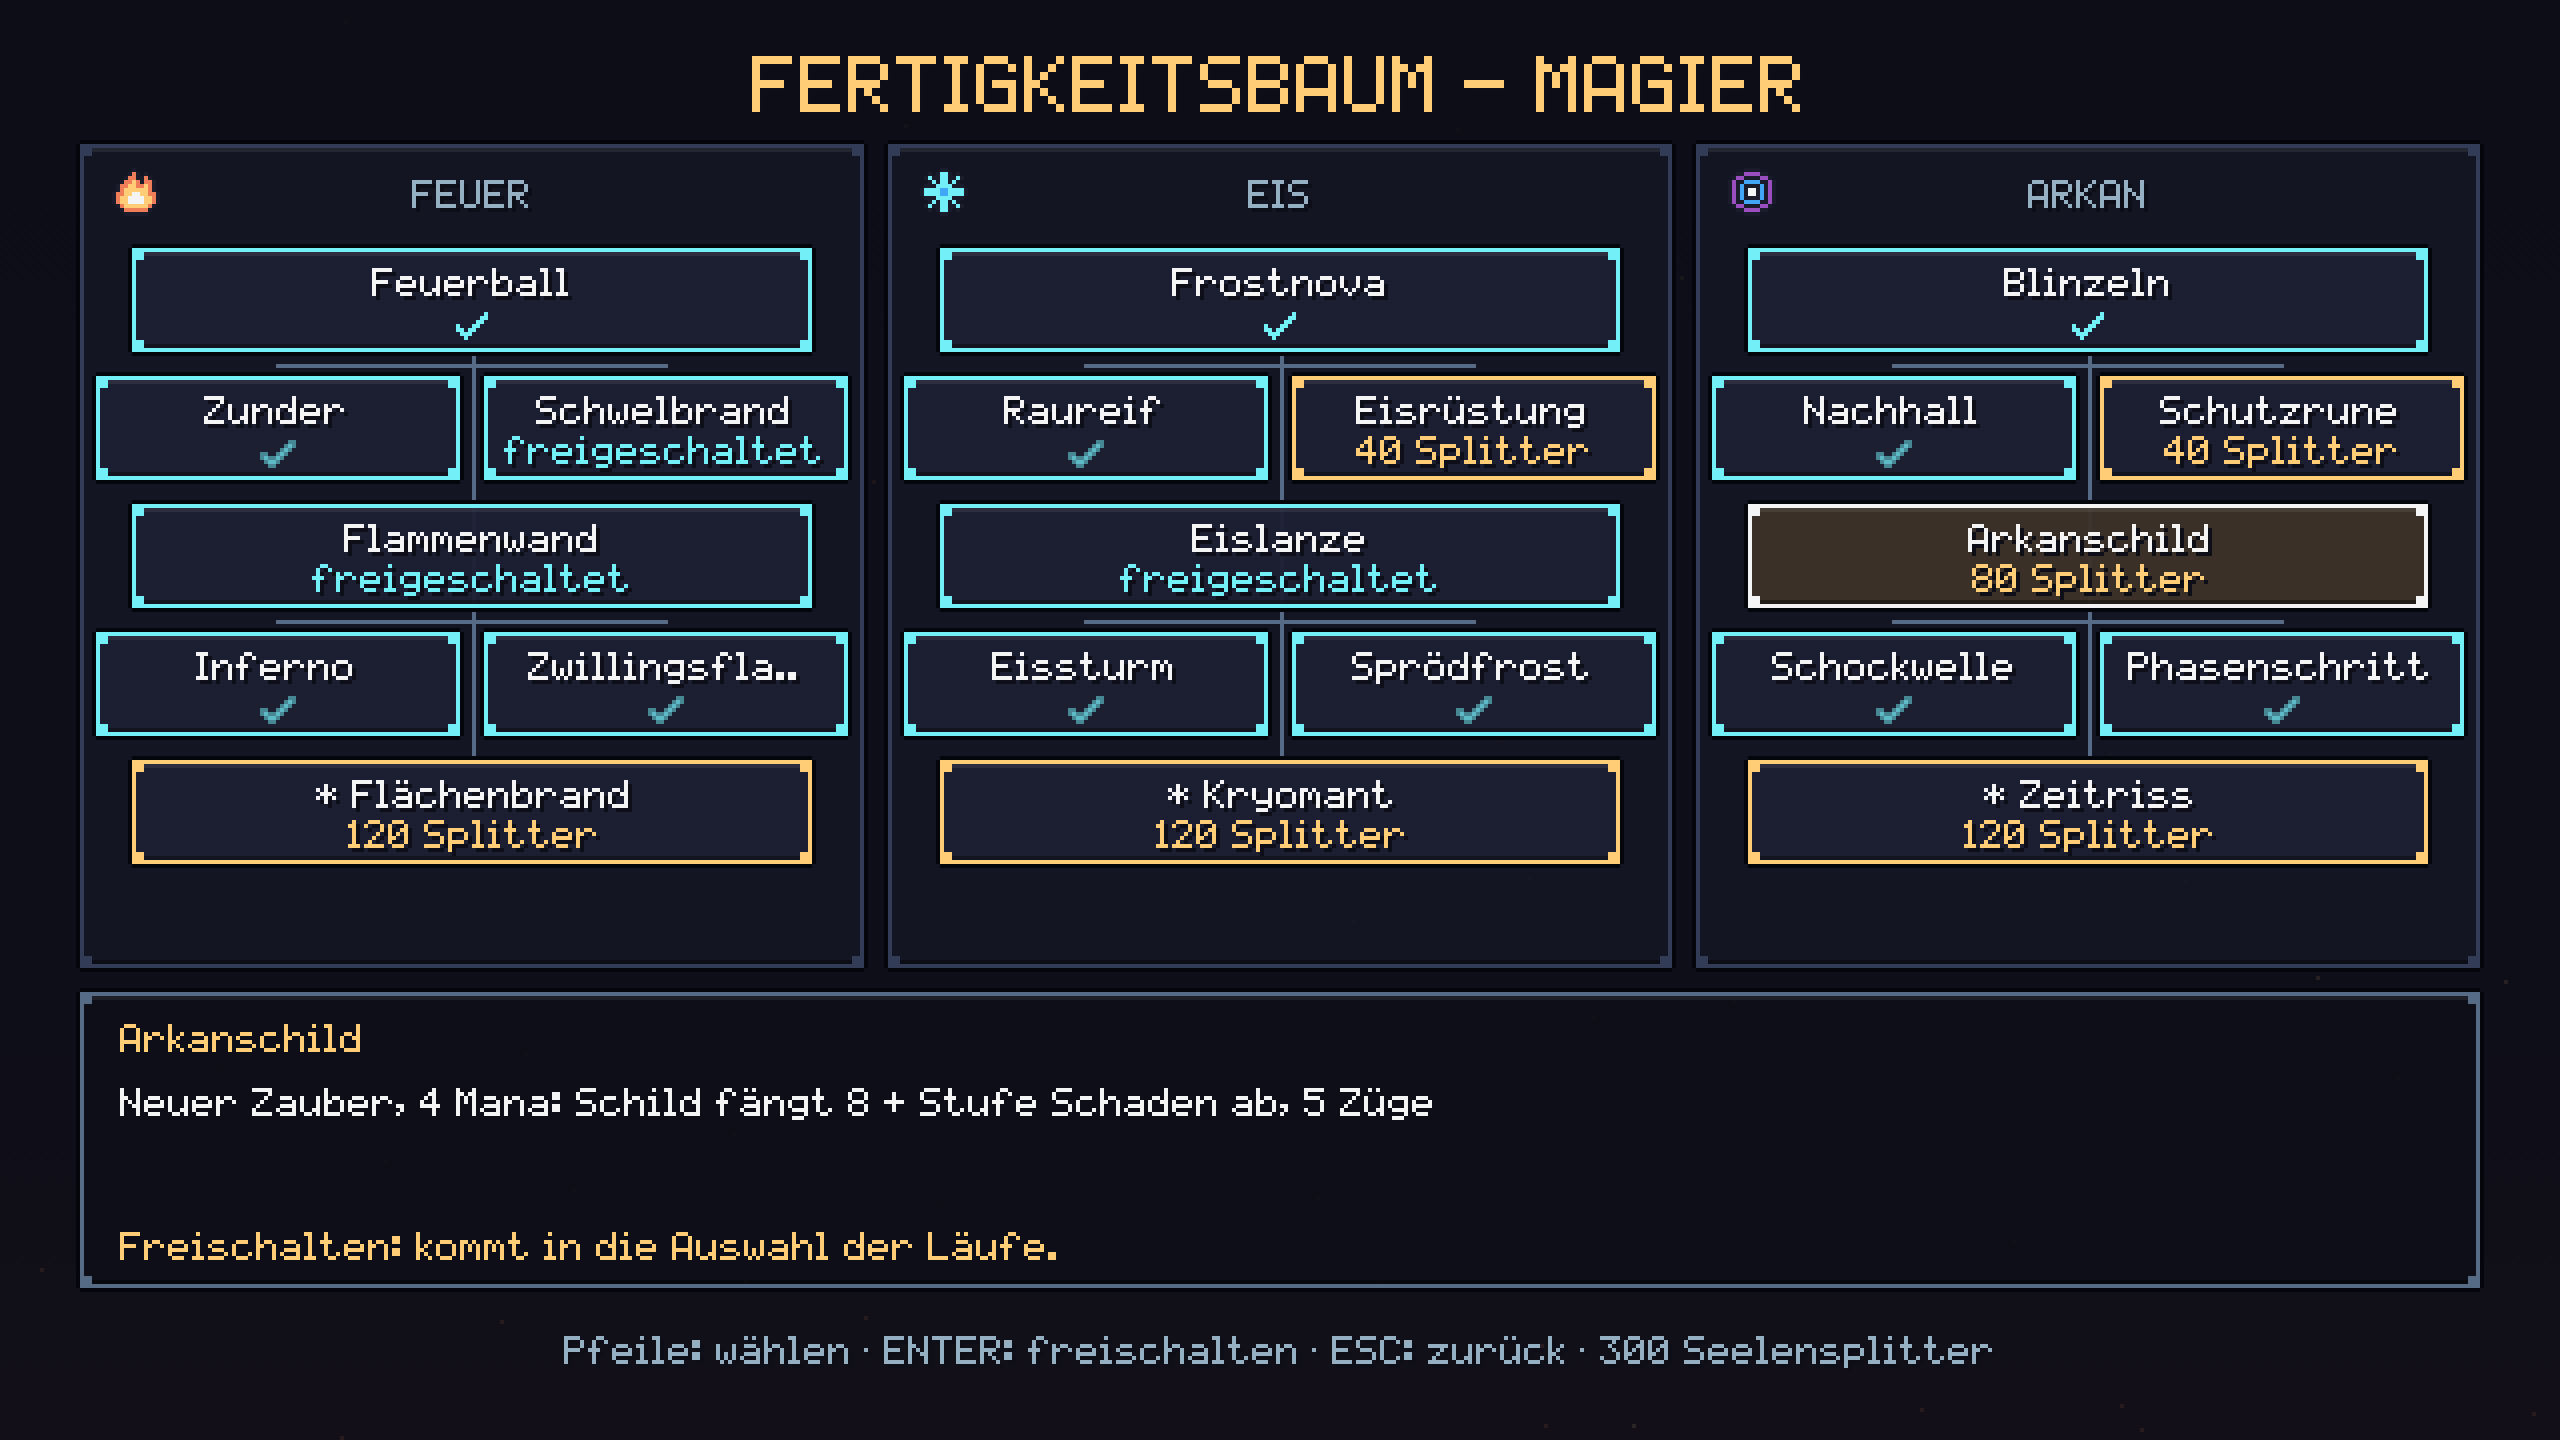 FERTIGKEITSBAUM – MAGIER
FEUER
Feuerball
✓
Zunder
✓
Schwelbrand
freigeschaltet
Flammenwand
freigeschaltet
Inferno
✓
Zwillingsfla..
✓
* Flächenbrand
120 Splitter
EIS
Frostnova
✓
Raureif
✓
Eisrüstung
40 Splitter
Eislanze
freigeschaltet
Eissturm
✓
Sprödfrost
✓
* Kryomant
120 Splitter
ARKAN
Blinzeln
✓
Nachhall
✓
Schutzrune
40 Splitter
Arkanschild
80 Splitter
Schockwelle
✓
Phasenschritt
✓
* Zeitriss
120 Splitter
Arkanschild
Neuer Zauber, 4 Mana: Schild fängt 8 + Stufe Schaden ab, 5 Züge
Freischalten: kommt in die Auswahl der Läufe.
Pfeile: wählen · ENTER: freischalten · ESC: zurück · 300 Seelensplitter